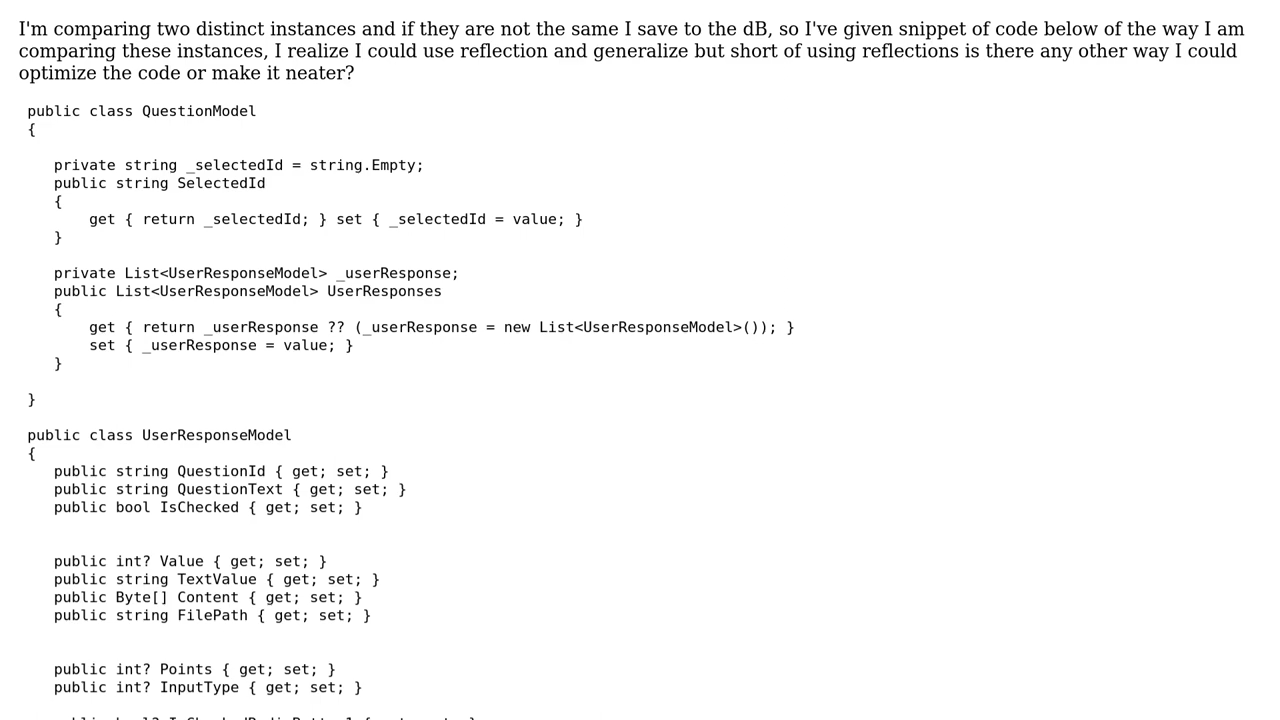 I'm comparing two distinct instances and if they are not the same I save to the dB, so I've given snippet of code below of the way I am
comparing these instances, I realize I could use reflection and generalize but short of using reflections is there any other way I could
optimize the code or make it neater?
public class QuestionModel
{
private string _selectedId = string.Empty;
public string SelectedId
{
get { return _selectedId; } set { _selectedId = value; }
}
private List<UserResponseModel> _userResponse;
public List<UserResponseModel> UserResponses
{
get { return _userResponse ?? (_userResponse = new List<UserResponseModel>()); }
set { _userResponse = value; }
}
}
public class UserResponseModel
{
public string QuestionId { get; set; }
public string QuestionText { get; set; }
public bool IsChecked { get; set; }
public int? Value { get; set; }
public string TextValue { get; set; }
public Byte[] Content { get; set; }
public string FilePath { get; set; }
public int? Points { get; set; }
public int? InputType { get; set; }